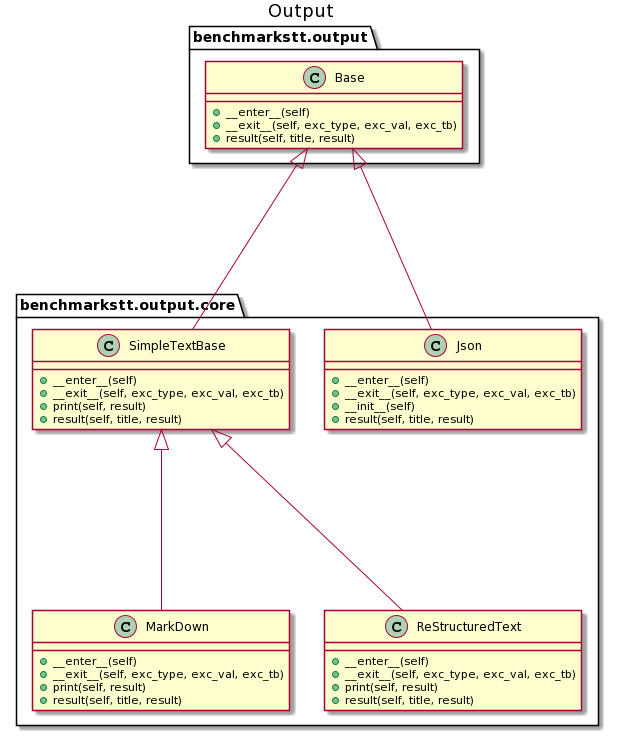 Output
benchmarkstt.output
C Base
__enter__(self)
__exit__(self, exc_type, exc_val, exc_tb)
result(self, title, result)
benchmarkstt.output.core
C SimpleTextBase
__enter__(self)
__exit__(self, exc_type, exc_val, exc_tb)
print(self, result)
result(self, title, result)
C Json
__enter__(self)
__exit__(self, exc_type, exc_val, exc_tb)
__init__(self)
result(self, title, result)
C MarkDown
__enter__(self)
__exit__(self, exc_type, exc_val, exc_tb)
print(self, result)
result(self, title, result)
C ReStructuredText
__enter__(self)
__exit__(self, exc_type, exc_val, exc_tb)
print(self, result)
result(self, title, result)